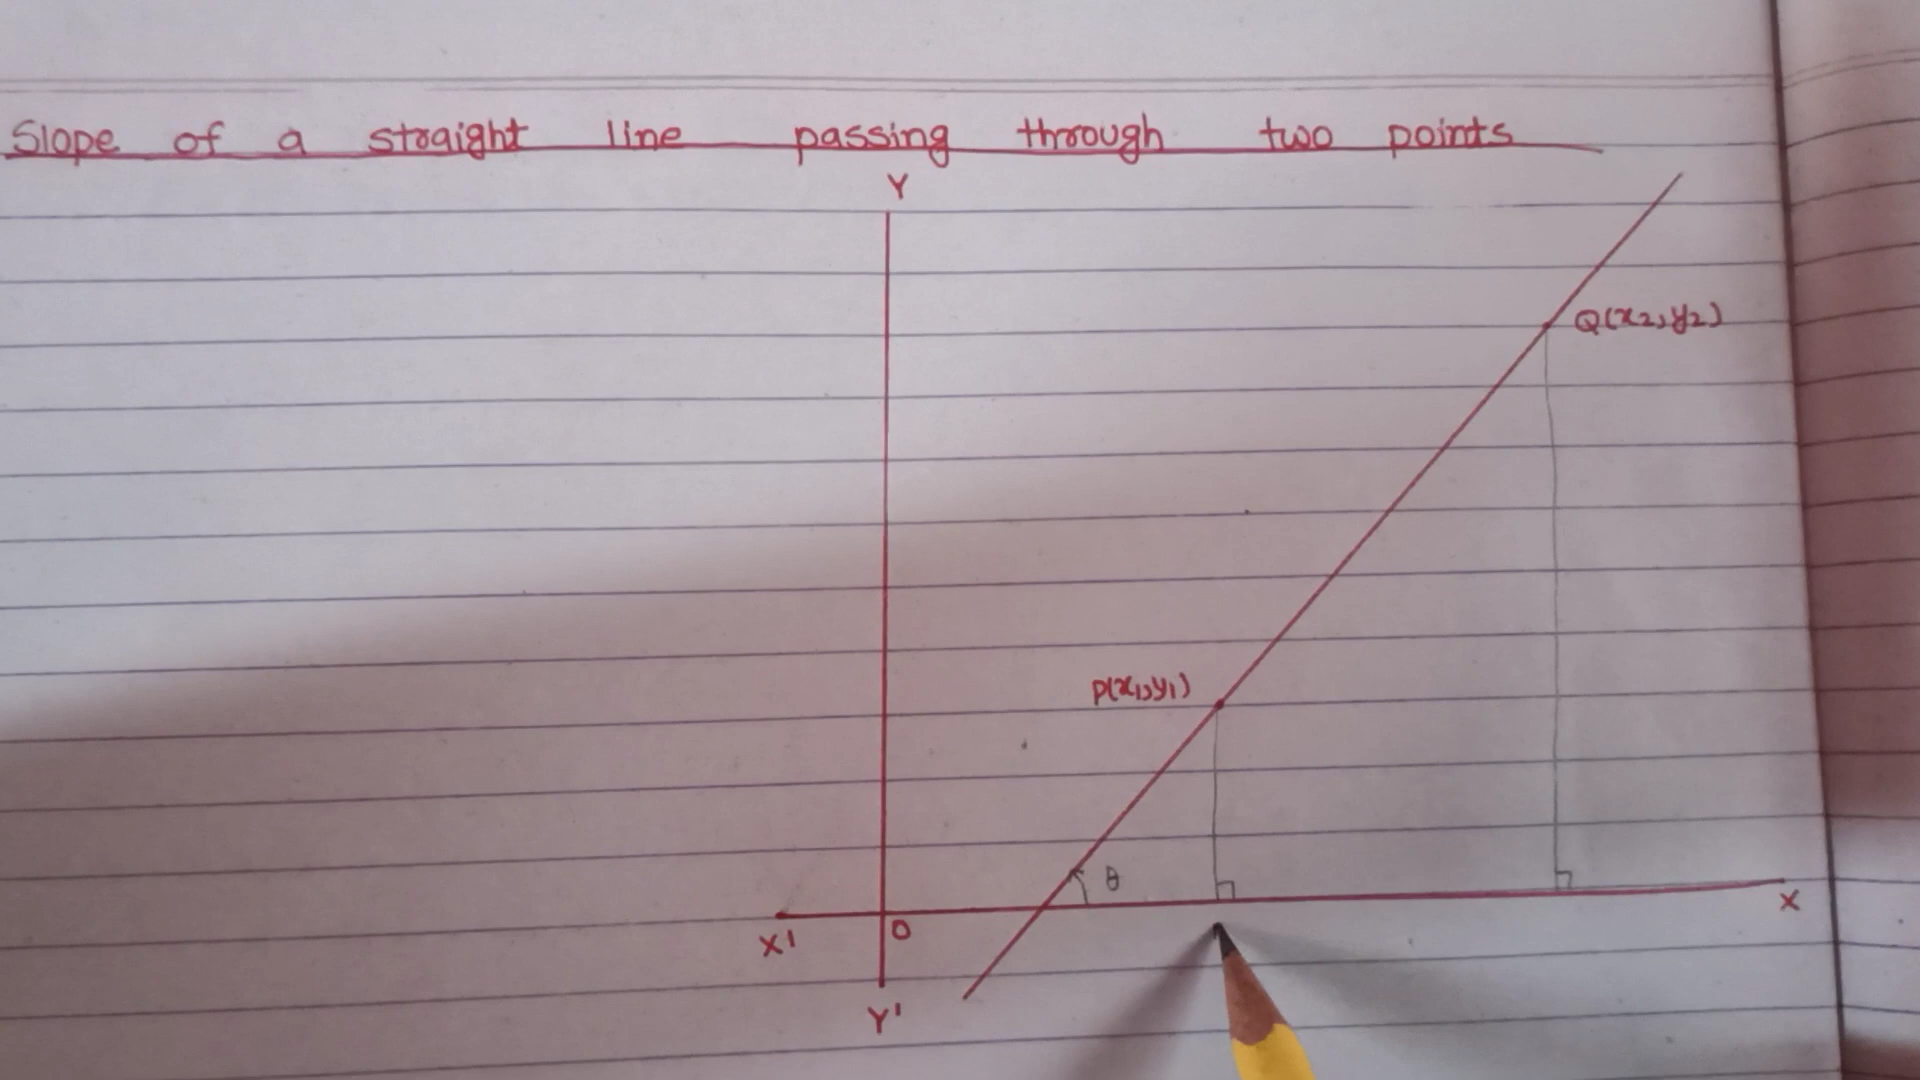 Slope of a straight line passing through two points
Y
Q(x2,y2)
P(x1,y1)
θ
X
X' O
Y'